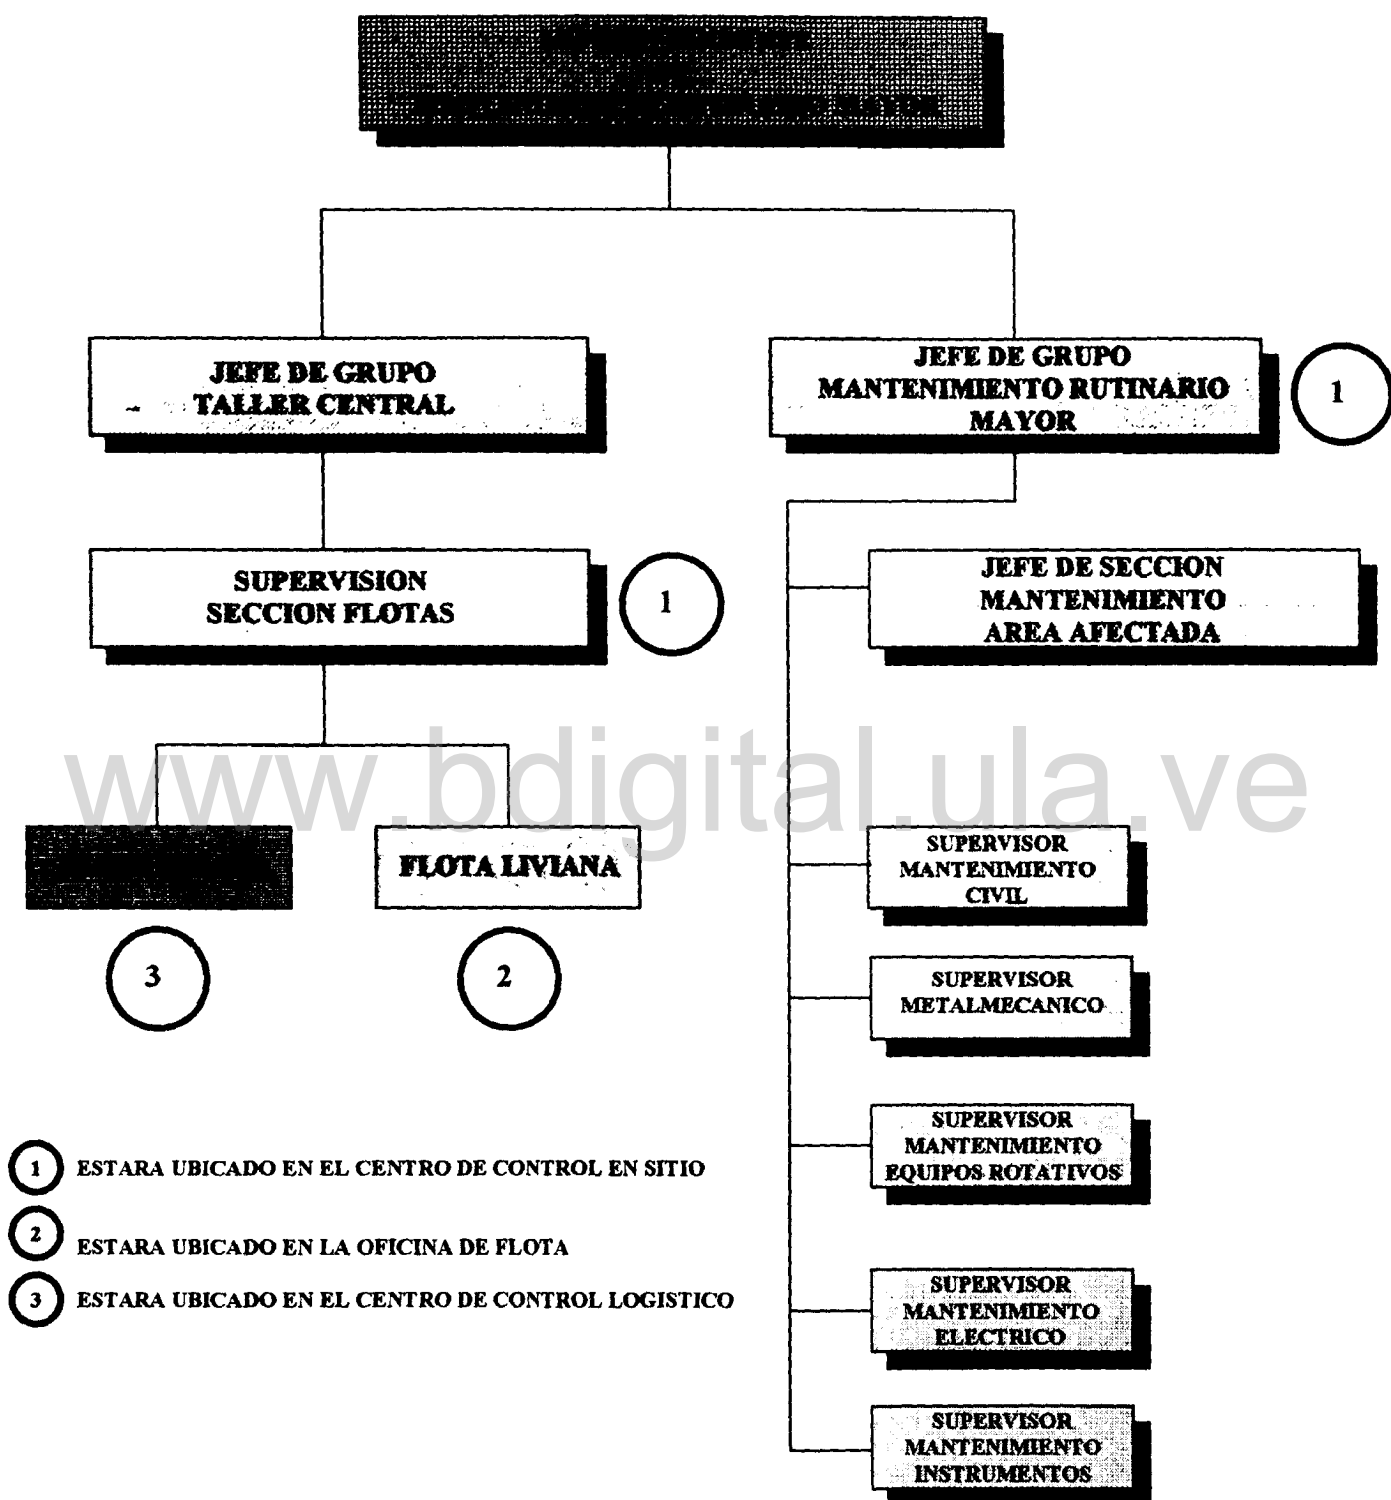 MAYOR
JEFE DE GRUPO
TALLER CENTRAL
JEFE DE GRUPO
MANTENIMIENTO RUTINARIO
MAYOR
1
SUPERVISION
SECCION FLOTAS
1
JEFE DE SECCION
MANTENIMIENTO
AREA AFECTADA
www.bdigital.ula.ve
FLOTA LIVIANA
3
2
SUPERVISOR
MANTENIMIENTO
CIVIL
SUPERVISOR
METALMECANICO
SUPERVISOR
MANTENIMIENTO
EQUIPOS ROTATIVOS
SUPERVISOR
MANTENIMIENTO
ELECTRICO
SUPERVISOR
MANTENIMIENTO
INSTRUMENTOS
1 ESTARA UBICADO EN EL CENTRO DE CONTROL EN SITIO
2 ESTARA UBICADO EN LA OFICINA DE FLOTA
3 ESTARA UBICADO EN EL CENTRO DE CONTROL LOGISTICO